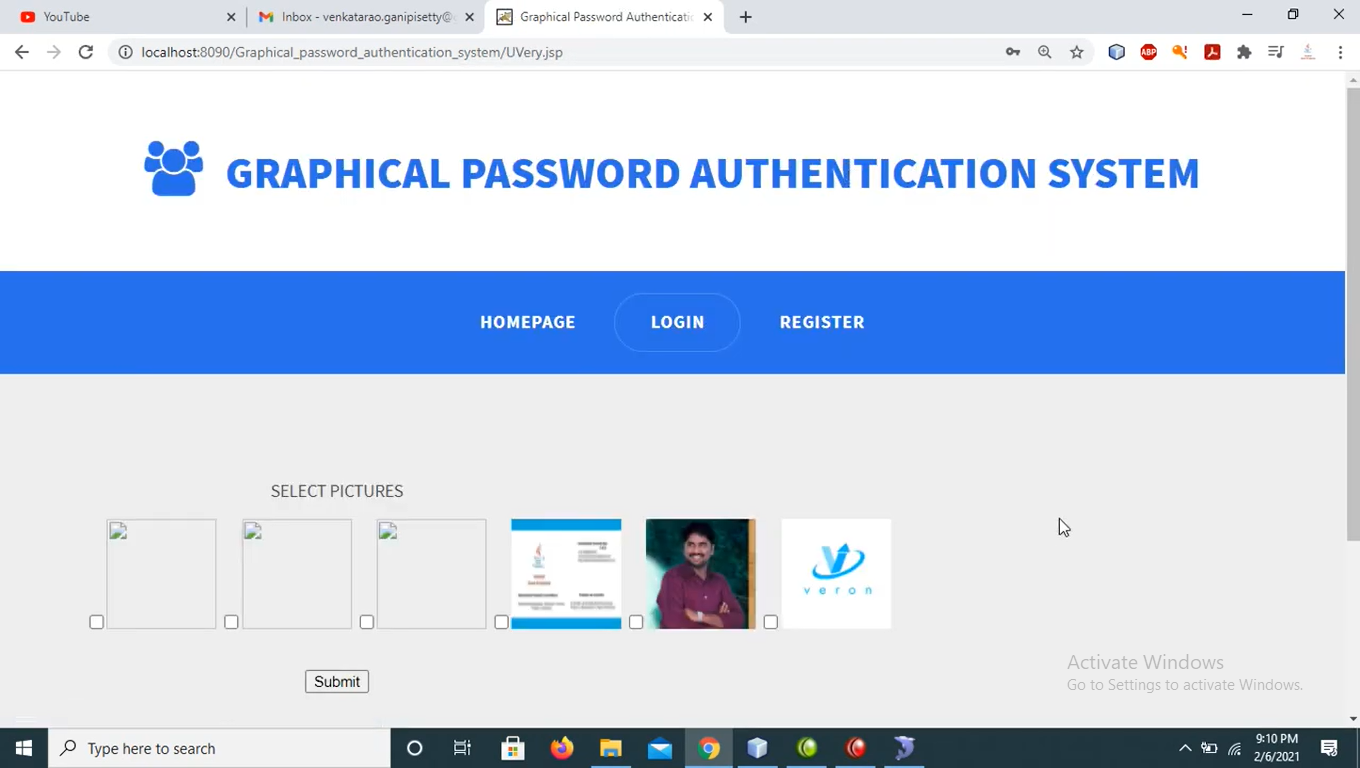 YouTube
Inbox - venkatarao.ganipisetty@
Graphical Password Authenticatio
localhost:8090/Graphical_password_authentication_system/UVery.jsp
ABP
GRAPHICAL PASSWORD AUTHENTICATION SYSTEM
HOMEPAGE LOGIN REGISTER
SELECT PICTURES
veron
Submit
Activate Windows
Go to Settings to activate Windows.
Type here to search
9:10 PM
2/6/2021